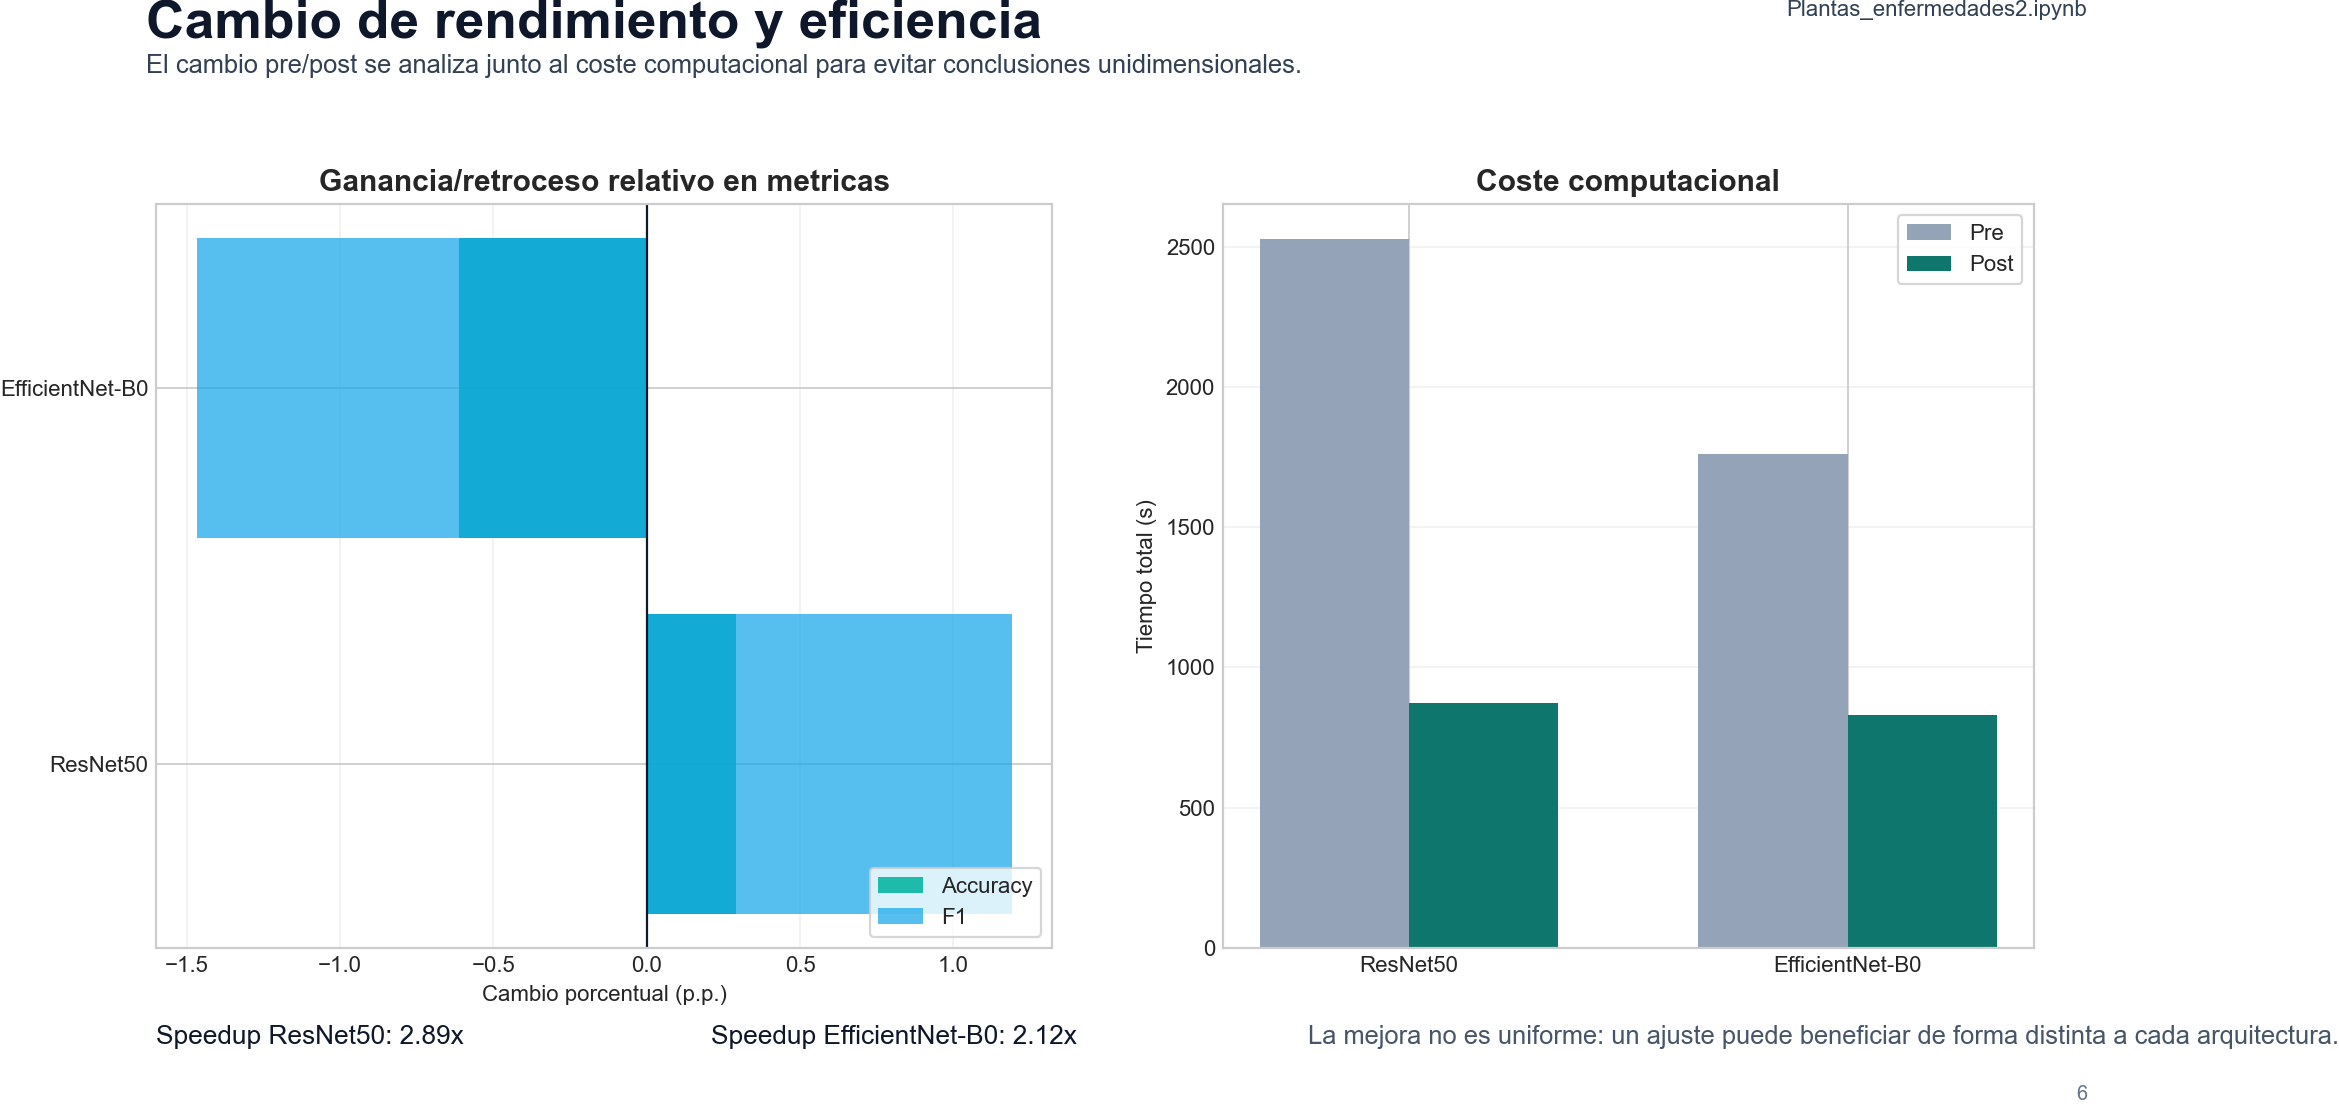 Cambio de rendimiento y eficiencia
Plantas_enfermedades2.ipynb
El cambio pre/post se analiza junto al coste computacional para evitar conclusiones unidimensionales.
Ganancia/retroceso relativo en metricas
EfficientNet-B0
ResNet50
Accuracy
F1
−1.5
−1.0
−0.5
0.0
0.5
1.0
Cambio porcentual (p.p.)
Coste computacional
Pre
Post
Tiempo total (s)
2500
2000
1500
1000
500
0
ResNet50
EfficientNet-B0
Speedup ResNet50: 2.89x
Speedup EfficientNet-B0: 2.12x
La mejora no es uniforme: un ajuste puede beneficiar de forma distinta a cada arquitectura.
6